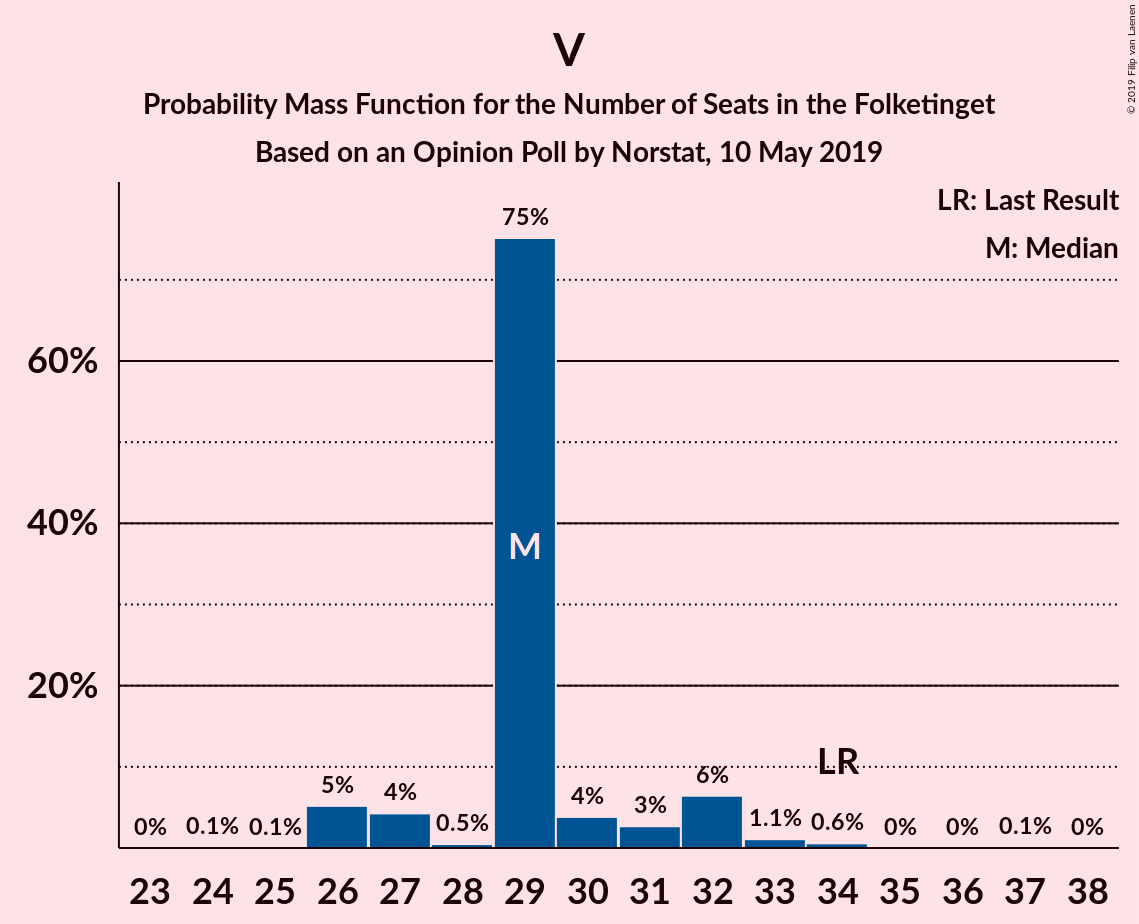 V
Probability Mass Function for the Number of Seats in the Folketinget
Based on an Opinion Poll by Norstat, 10 May 2019
© 2019 Filip van Laenen
LR: Last Result
M: Median
60%
40%
20%
0%
0.1%
0.1%
5%
4%
0.5%
75%
M
4%
3%
6%
1.1%
LR
0.6%
0%
0%
0.1%
0%
23 24 25 26 27 28 29 30 31 32 33 34 35 36 37 38